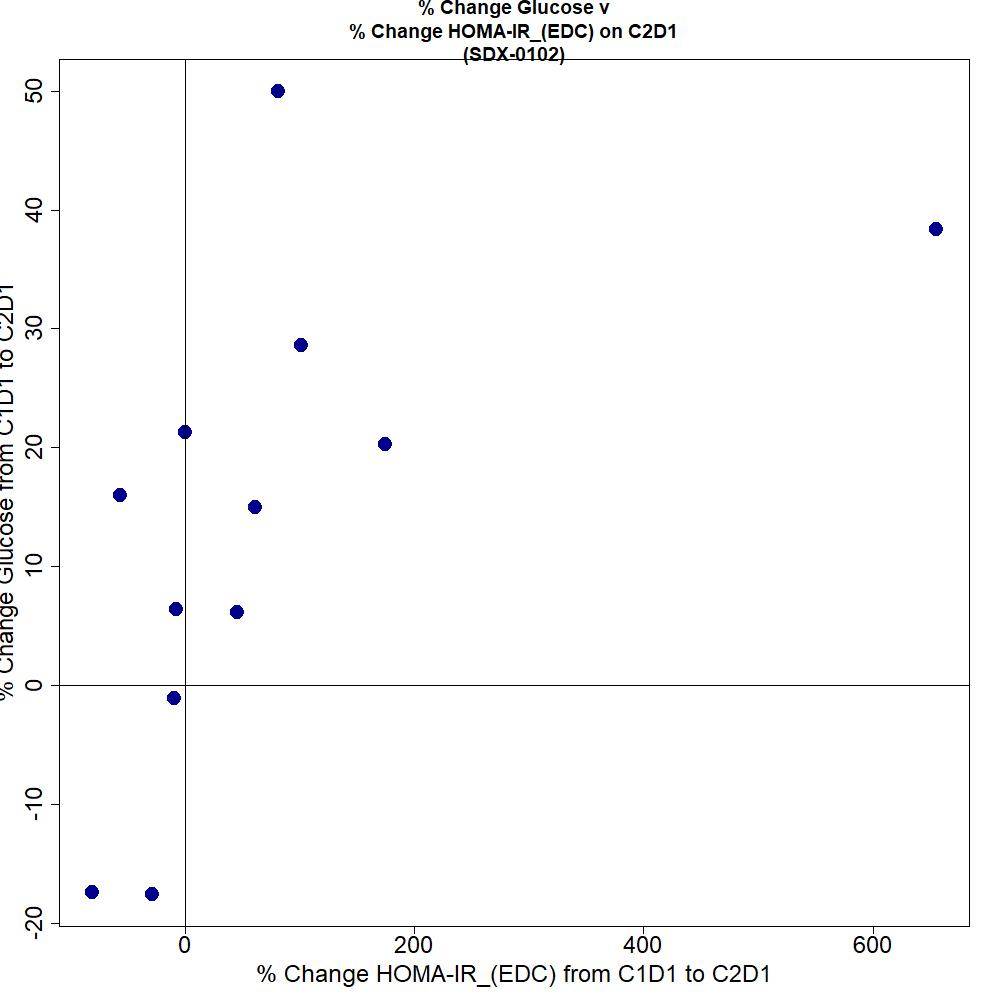 % Change Glucose v
% Change HOMA-IR_(EDC) on C2D1
(SDX-0102)
% Change Glucose from C1D1 to C2D1
50
40
30
20
10
0
-10
-20
0
200
400
600
% Change HOMA-IR_(EDC) from C1D1 to C2D1